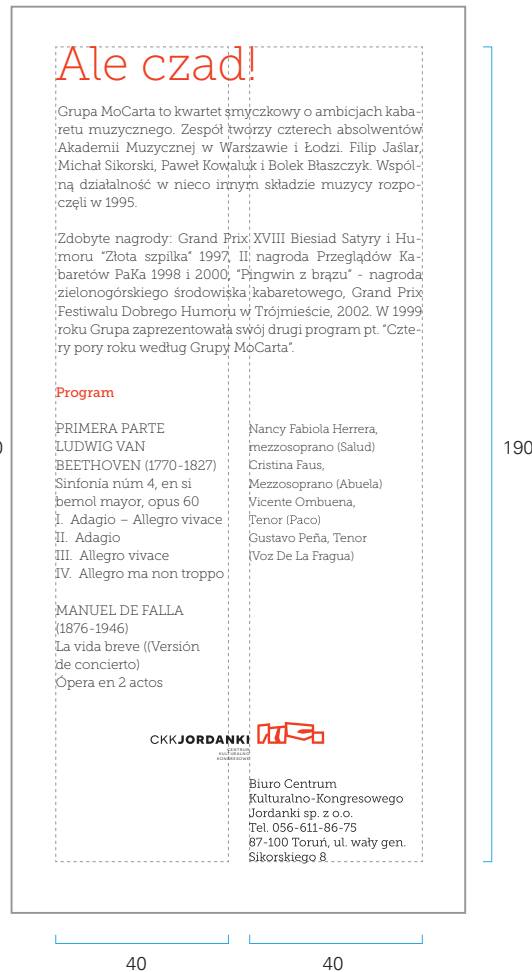 Ale czad!
Grupa MoCarta to kwartet smyczkowy o ambicjach kaba-
retu muzycznego. Zespół tworzy czterech absolwentów
Akademii Muzycznej w Warszawie i Łodzi. Filip Jaślar,
Michał Sikorski, Paweł Kowaluk i Bolek Błaszczyk. Wspól-
ną działalność w nieco innym składzie muzycy rozpo-
częli w 1995.
Zdobyte nagrody: Grand Prix XVIII Biesiad Satyry i Hu-
moru "Złota szpilka" 1997, II nagroda Przeglądów Ka-
baretów PaKa 1998 i 2000, "Pingwin z brązu" - nagroda
zielonogórskiego środowiska kabaretowego, Grand Prix
Festiwalu Dobrego Humoru w Trójmieście, 2002. W 1999
roku Grupa zaprezentowała swój drugi program pt. "Czte-
ry pory roku według Grupy MoCarta".
Program
PRIMERA PARTE
LUDWIG VAN
BEETHOVEN (1770-1827)
Sinfonía núm 4, en si
bemol mayor, opus 60
I. Adagio – Allegro vivace
II. Adagio
III. Allegro vivace
IV. Allegro ma non troppo
MANUEL DE FALLA
(1876-1946)
La vida breve ((Versión
de concierto)
Ópera en 2 actos
Nancy Fabiola Herrera,
mezzosoprano (Salud)
Cristina Faus,
Mezzosoprano (Abuela)
Vicente Ombuena,
Tenor (Paco)
Gustavo Peña, Tenor
(Voz De La Fragua)
190
CKKJORDANKI
CENTRUM
KULTURALNO
KONGRESOWE
Biuro Centrum
Kulturalno-Kongresowego
Jordanki sp. z o.o.
Tel. 056-611-86-75
87-100 Toruń, ul. wały gen.
Sikorskiego 8
40
40